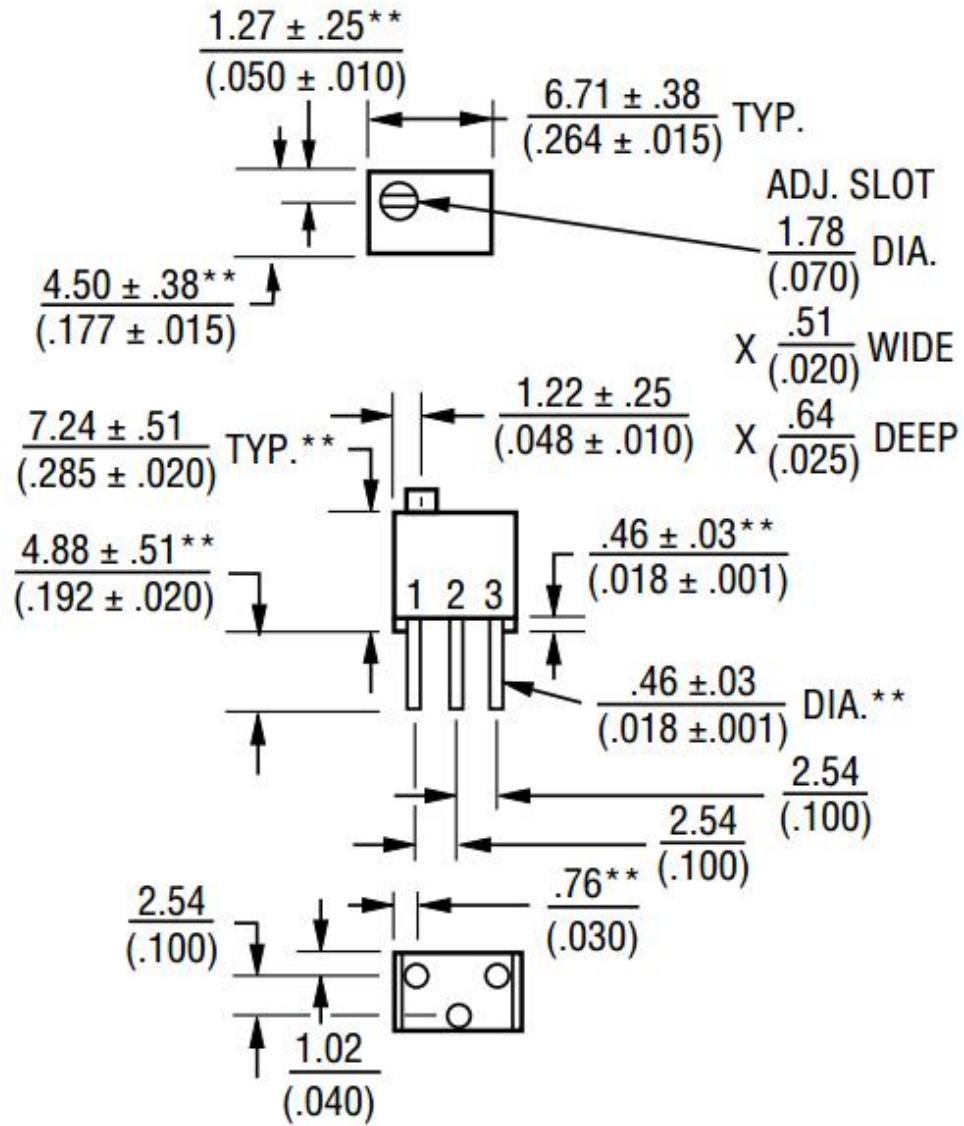 1.27 ± .25**
(.050 ± .010)
6.71 ± .38
(.264 ± .015)
TYP.
ADJ. SLOT
1.78
(.070)
DIA.
4.50 ± .38**
(.177 ± .015)
X .51
(.020)
WIDE
1.22 ± .25
(.048 ± .010)
X .64
(.025)
DEEP
7.24 ± .51
(.285 ± .020)
TYP.**
4.88 ± .51**
(.192 ± .020)
.46 ± .03**
(.018 ± .001)
1 2 3
.46 ±.03
(.018 ±.001)
DIA.**
2.54
(.100)
2.54
(.100)
.76**
(.030)
2.54
(.100)
1.02
(.040)